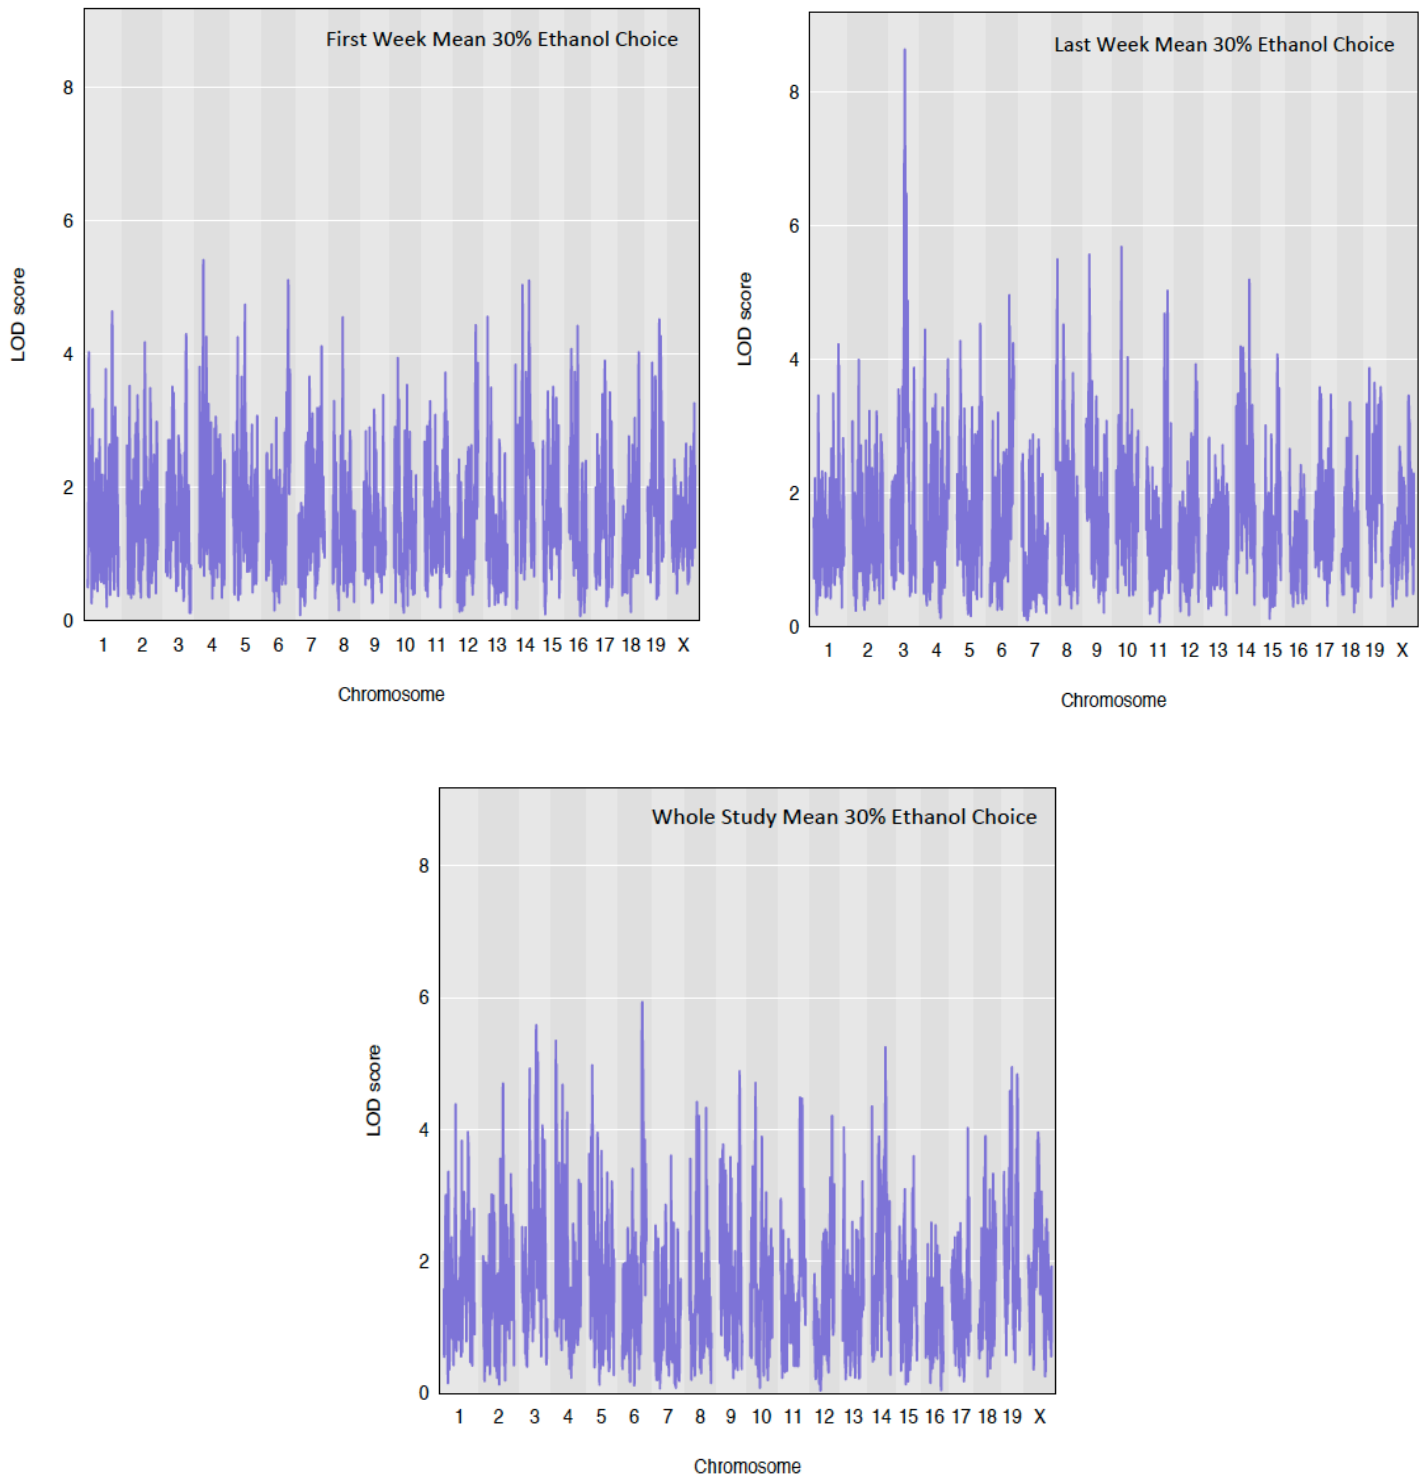 First Week Mean 30% Ethanol Choice
8
6
4
2
0
LOD score
1 2 3 4 5 6 7 8 9 10 11 12 13 14 15 16 17 18 19 X
Chromosome
Last Week Mean 30% Ethanol Choice
8
6
4
2
0
LOD score
1 2 3 4 5 6 7 8 9 10 11 12 13 14 15 16 17 18 19 X
Chromosome
Whole Study Mean 30% Ethanol Choice
8
6
4
2
0
LOD score
1 2 3 4 5 6 7 8 9 10 11 12 13 14 15 16 17 18 19 X
Chromosome